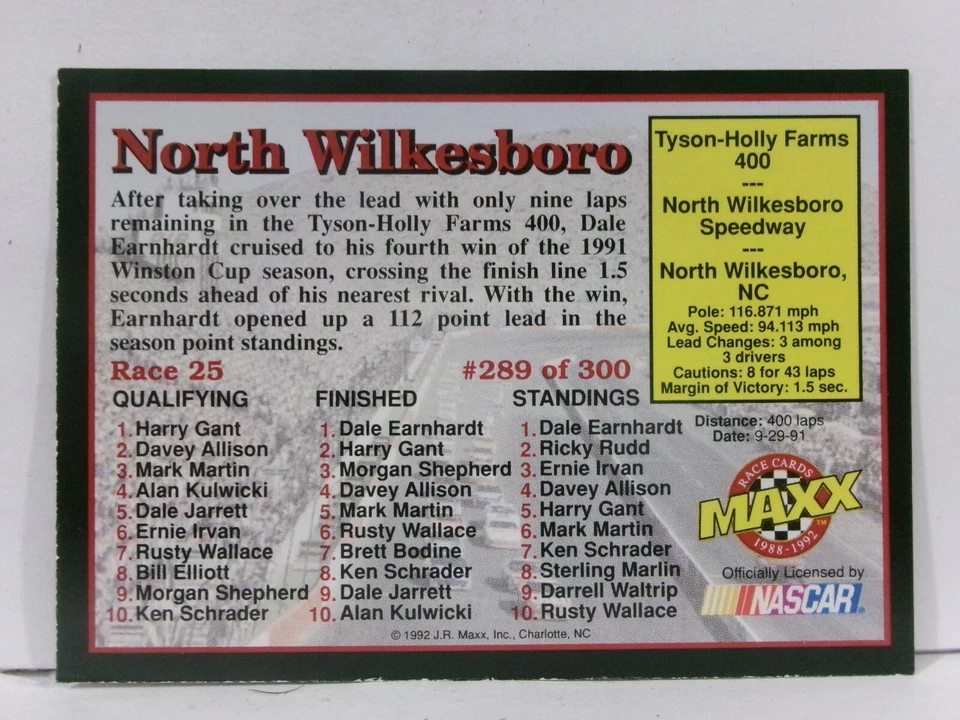 North Wilkesboro
After taking over the lead with only nine laps
remaining in the Tyson-Holly Farms 400, Dale
Earnhardt cruised to his fourth win of the 1991
Winston Cup season, crossing the finish line 1.5
seconds ahead of his nearest rival. With the win,
Earnhardt opened up a 112 point lead in the
season point standings.
Race 25
#289 of 300
Tyson-Holly Farms
400
---
North Wilkesboro
Speedway
---
North Wilkesboro,
NC
Pole: 116.871 mph
Avg. Speed: 94.113 mph
Lead Changes: 3 among
3 drivers
Cautions: 8 for 43 laps
Margin of Victory: 1.5 sec.
Distance: 400 laps
Date: 9-29-91
QUALIFYING
1. Harry Gant
2. Davey Allison
3. Mark Martin
4. Alan Kulwicki
5. Dale Jarrett
6. Ernie Irvan
7. Rusty Wallace
8. Bill Elliott
9. Morgan Shepherd
10. Ken Schrader
FINISHED
1. Dale Earnhardt
2. Harry Gant
3. Morgan Shepherd
4. Davey Allison
5. Mark Martin
6. Rusty Wallace
7. Brett Bodine
8. Ken Schrader
9. Dale Jarrett
10. Alan Kulwicki
STANDINGS
1. Dale Earnhardt
2. Ricky Rudd
3. Ernie Irvan
4. Davey Allison
5. Harry Gant
6. Mark Martin
7. Ken Schrader
8. Sterling Marlin
9. Darrell Waltrip
10. Rusty Wallace
RACE CARDS
MAXX
TM
1988-1992
Officially Licensed by
NASCAR®
© 1992 J.R. Maxx, Inc., Charlotte, NC